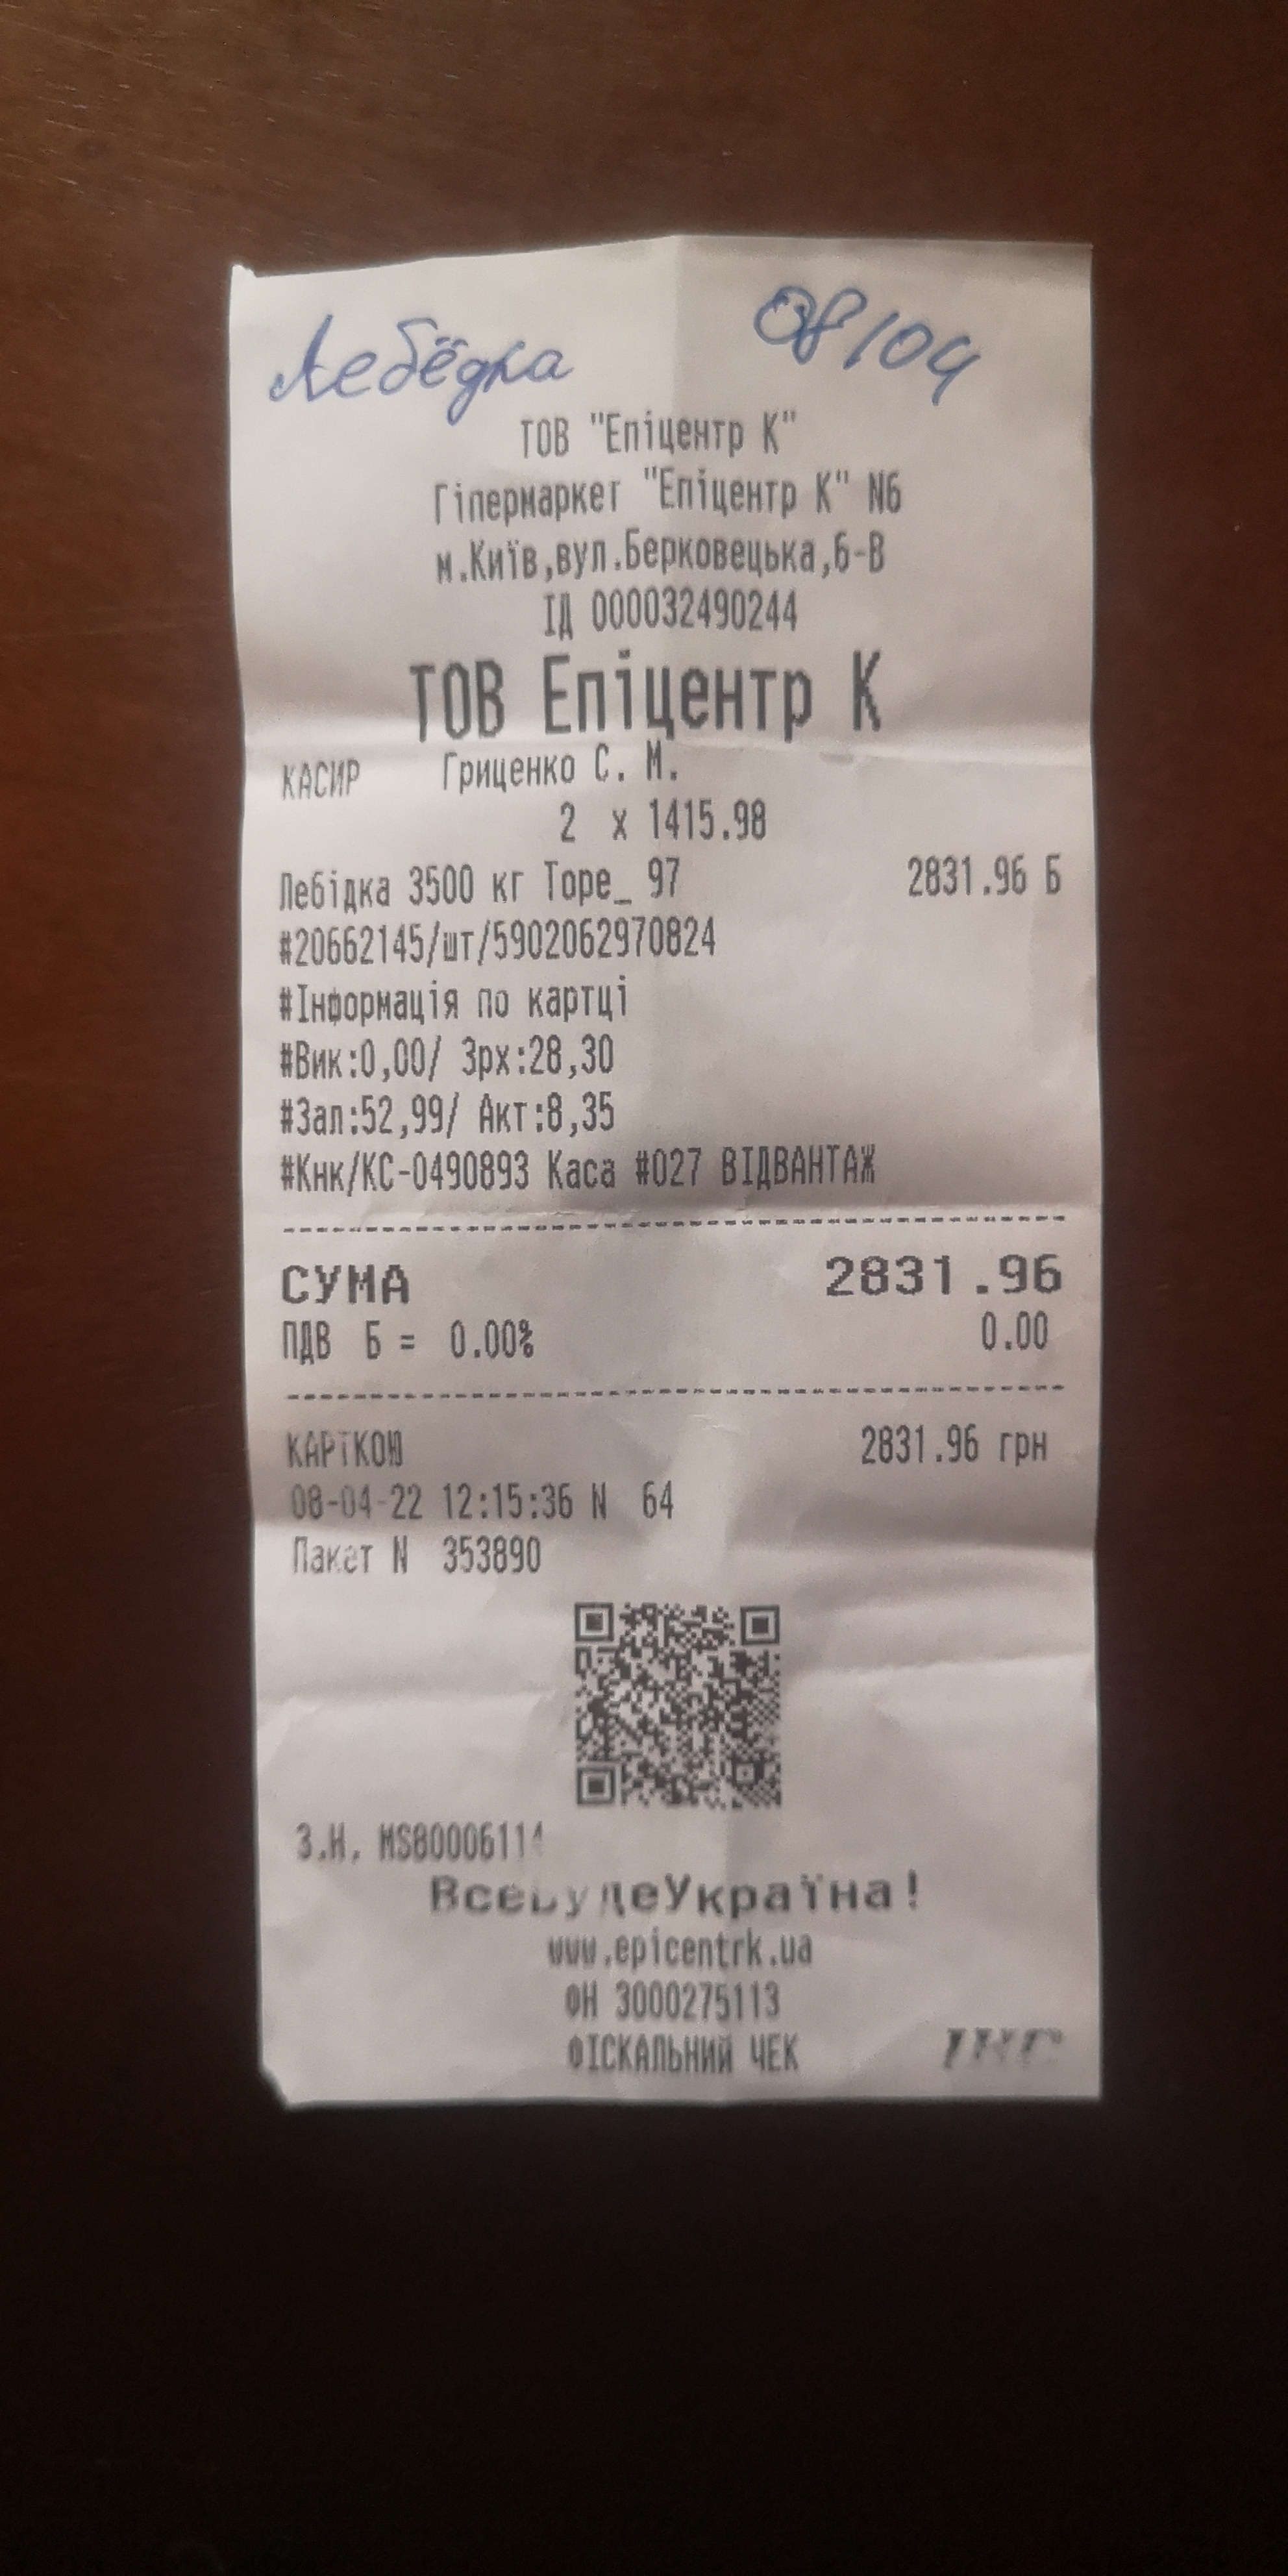 Лебёдка 08/04
ТОВ "Епіцентр К"
Гіпермаркет "Епіцентр К" N6
м.Київ,вул.Берковецька,6-В
ІД 000032490244
ТОВ Епіцентр К
КАСИР Гриценко С. М.
2 x 1415.98
Лебідка 3500 кг Торе_ 97 2831.96 Б
#20662145/шт/5902062970824
#Інформація по картці
#Вик:0,00/ Зрх:28,30
#Зал:52,99/ Акт:8,35
#Кнк/КС-0490893 Каса #027 ВІДВАНТАЖ
СУМА 2831.96
ПДВ Б = 0.00% 0.00
КАРТКОЮ 2831.96 грн
08-04-22 12:15:36 N 64
Пакет N 353890
З.Н. MS80006114
ВсеБудеУкраїна!
www.epicentrk.ua
ФН 3000275113
ФІСКАЛЬНИЙ ЧЕК